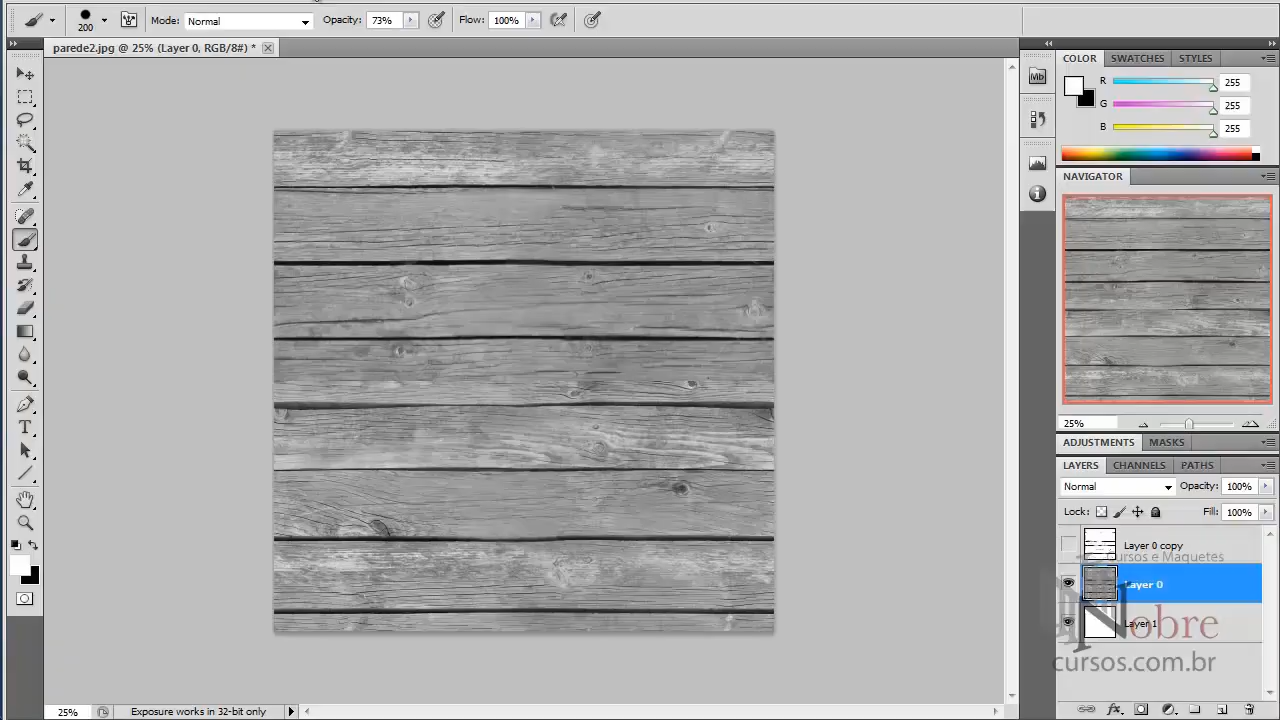 200 Mode: Normal Opacity: 73% Flow: 100%
parede2.jpg @ 25% (Layer 0, RGB/8#) *
Mb
COLOR SWATCHES STYLES
R 255
G 255
B 255
NAVIGATOR
25%
ADJUSTMENTS MASKS
LAYERS CHANNELS PATHS
Normal Opacity: 100%
Lock: Fill: 100%
Layer 0 copy
Cursos e Maquetes
Layer 0
Layer 1
Nobre
cursos.com.br
T
25% Exposure works in 32-bit only
fx